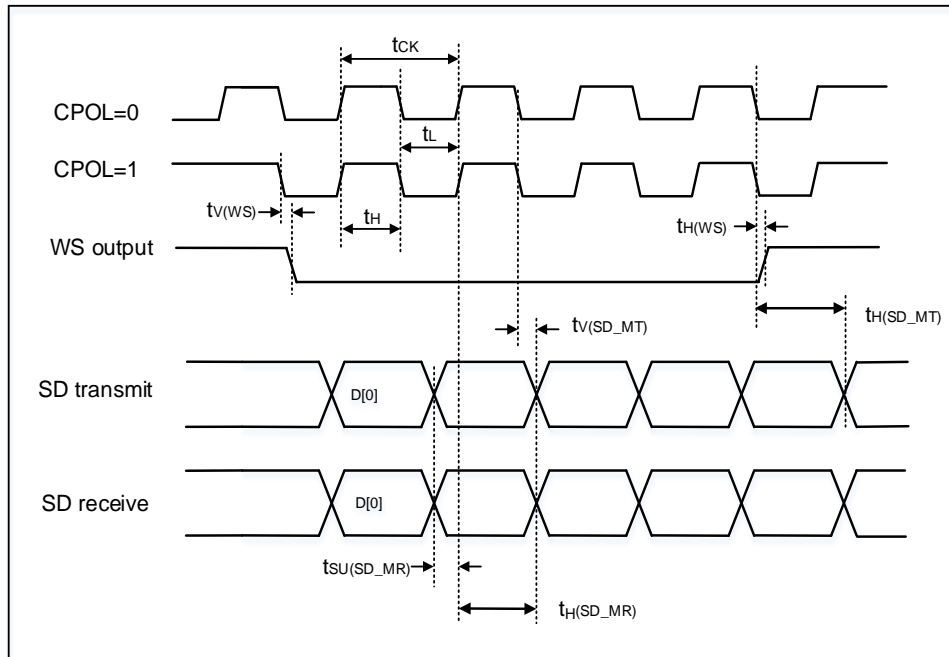 tCK
CPOL=0
tL
CPOL=1
tV(WS)
tH
tH(WS)
WS output
tV(SD_MT)
tH(SD_MT)
SD transmit
D[0]
SD receive
D[0]
tSU(SD_MR)
tH(SD_MR)